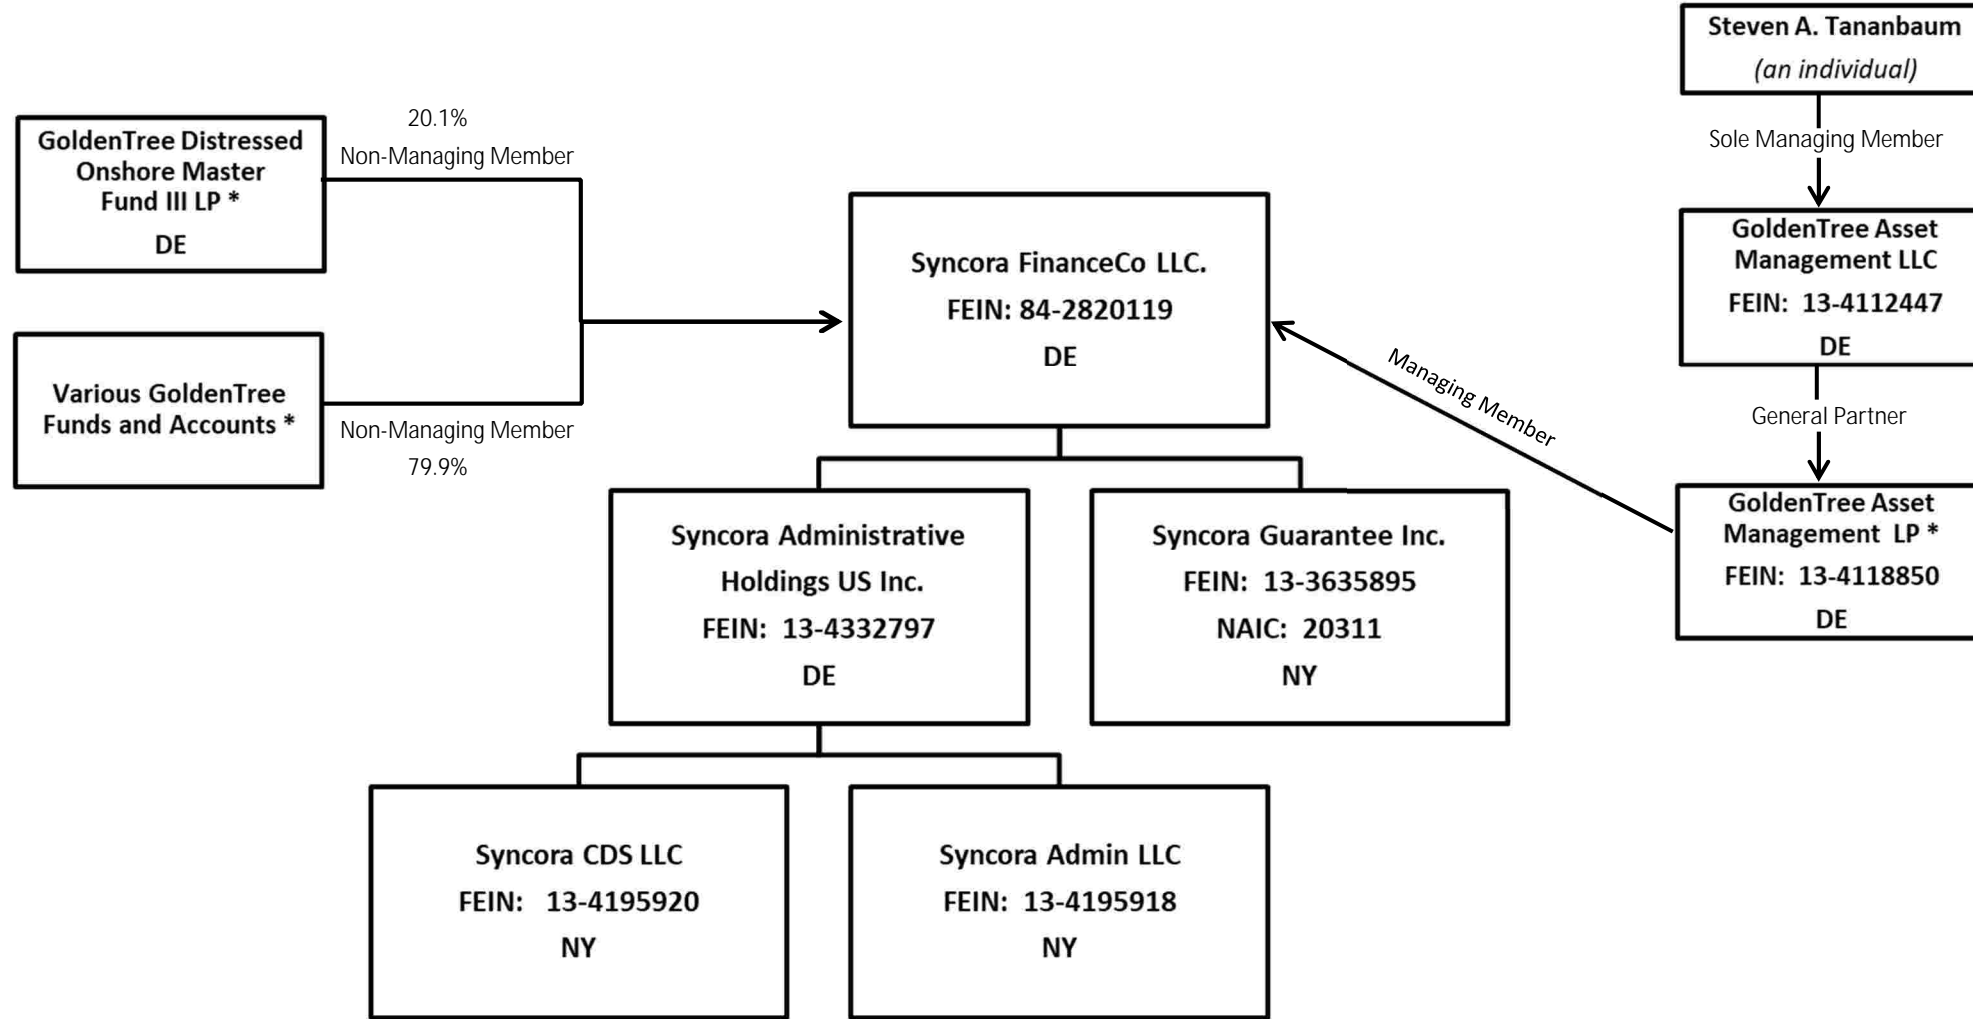 Steven A. Tananbaum
(an individual)
Sole Managing Member
GoldenTree Asset
Management LLC
FEIN: 13-4112447
DE
General Partner
GoldenTree Asset
Management LP *
FEIN: 13-4118850
DE
Managing Member
GoldenTree Distressed
Onshore Master
Fund III LP *
DE
20.1%
Non-Managing Member
Various GoldenTree
Funds and Accounts *
Non-Managing Member
79.9%
Syncora FinanceCo LLC.
FEIN: 84-2820119
DE
Syncora Administrative
Holdings US Inc.
FEIN: 13-4332797
DE
Syncora Guarantee Inc.
FEIN: 13-3635895
NAIC: 20311
NY
Syncora CDS LLC
FEIN: 13-4195920
NY
Syncora Admin LLC
FEIN: 13-4195918
NY